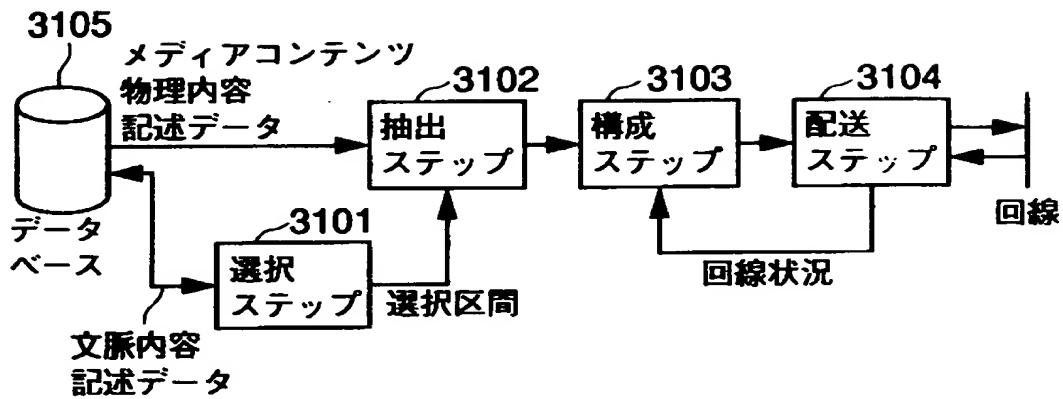 3105
メディアコンテンツ
物理内容
記述データ
3102
抽出
ステップ
3103
構成
ステップ
3104
配送
ステップ
回線
データ
ベース
3101
選択
ステップ
選択区間
回線状況
文脈内容
記述データ